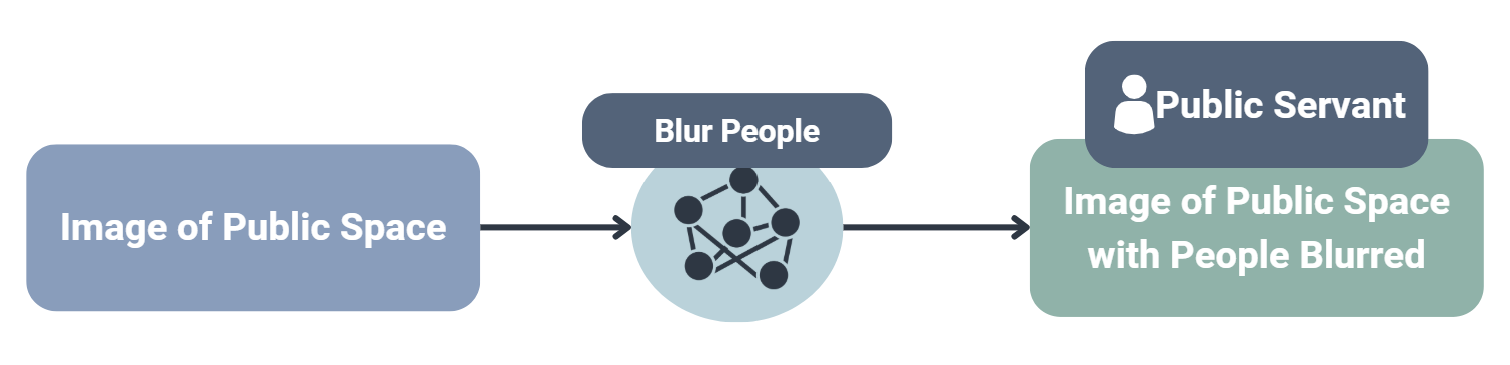 Image of Public Space
Blur People
Public Servant
Image of Public Space
with People Blurred